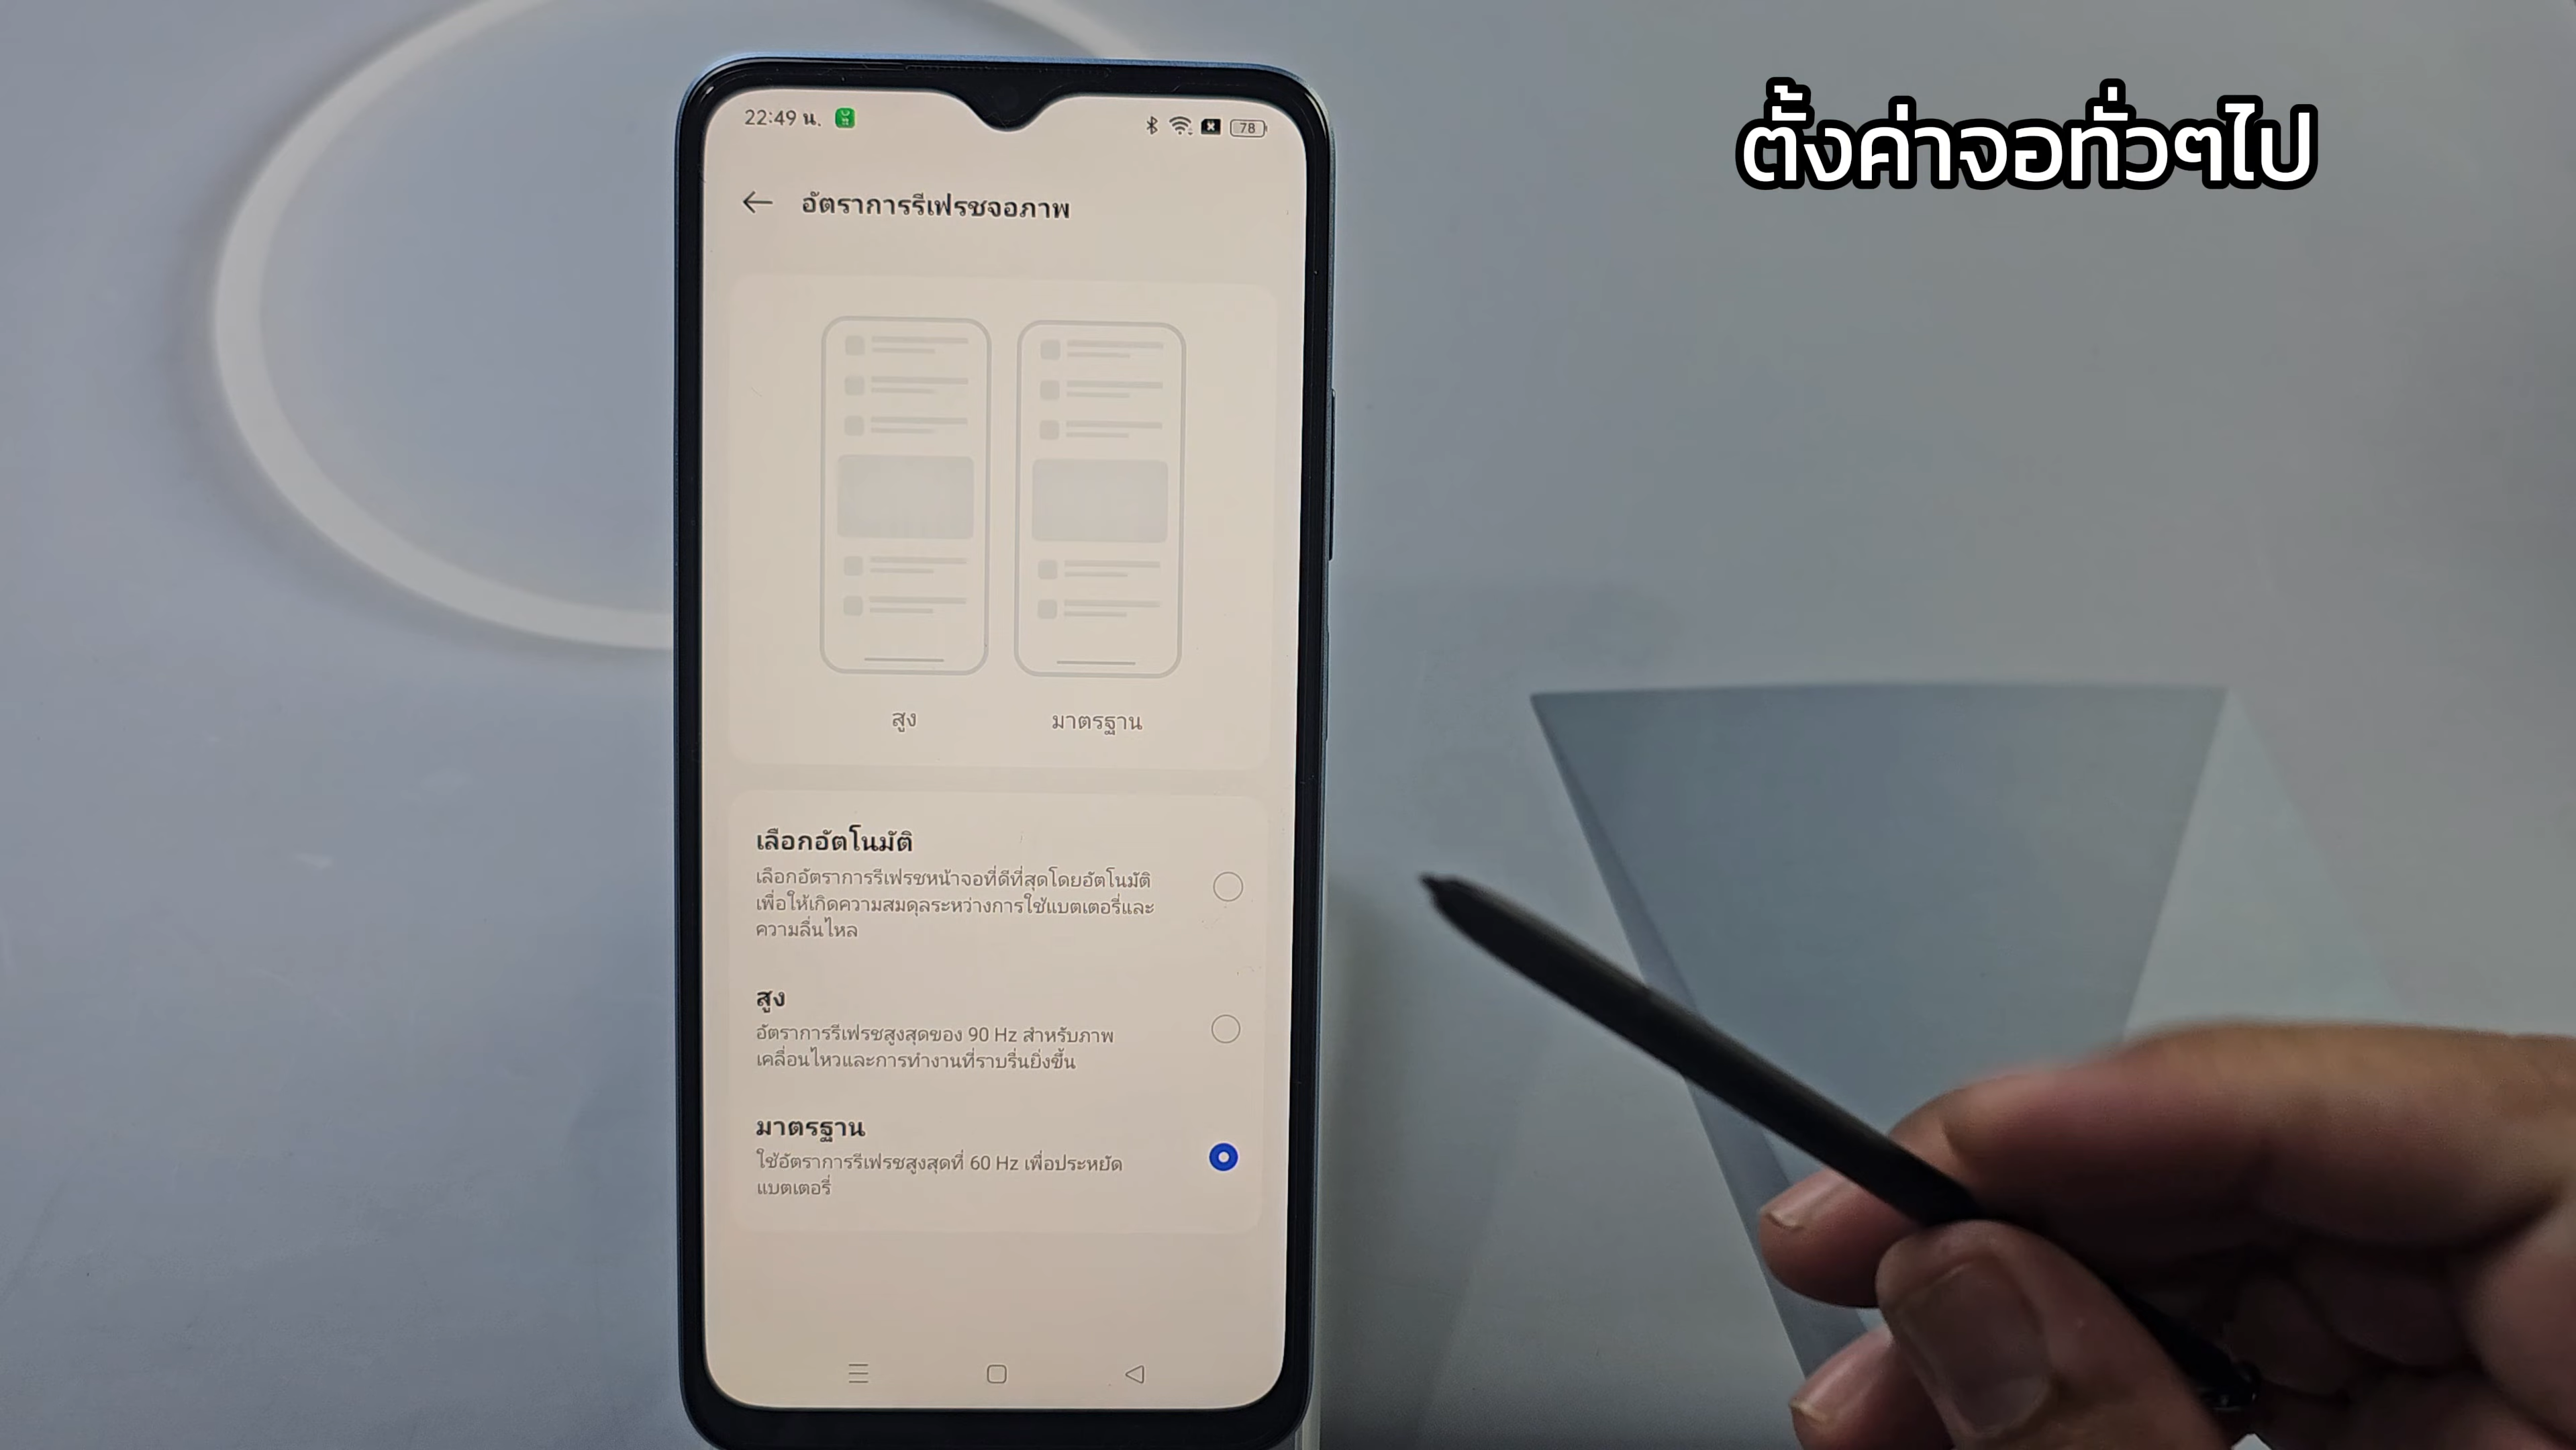 ตั้งค่าจอทั่วๆไป
22:49 น.
78
อัตราการรีเฟรชจอภาพ
สูง
มาตรฐาน
เลือกอัตโนมัติ
เลือกอัตราการรีเฟรชหน้าจอที่ดีที่สุดโดยอัตโนมัติ
เพื่อให้เกิดความสมดุลระหว่างการใช้แบตเตอรี่และ
ความลื่นไหล
สูง
อัตราการรีเฟรชสูงสุดของ 90 Hz สำหรับภาพ
เคลื่อนไหวและการทำงานที่ราบรื่นยิ่งขึ้น
มาตรฐาน
ใช้อัตราการรีเฟรชสูงสุดที่ 60 Hz เพื่อประหยัด
แบตเตอรี่